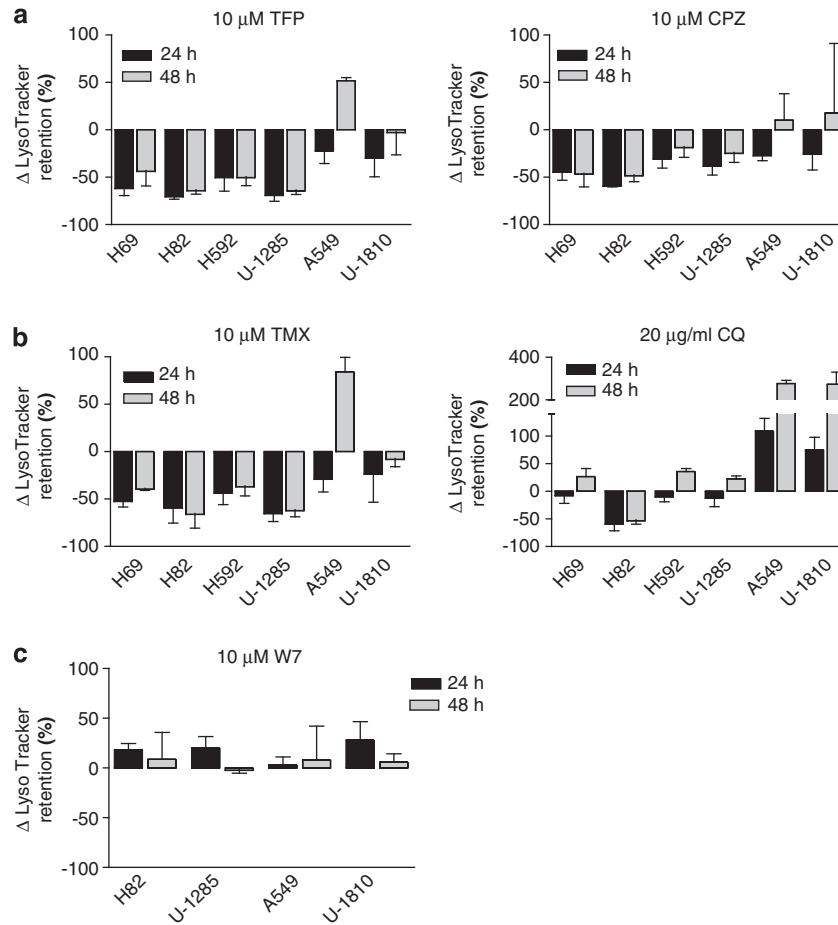 a
10 μM TFP
Δ LysoTracker
retention (%)
100
50
0
-50
-100
24 h
48 h
H69
H82
H592
U-1285
A549
U-1810
10 μM CPZ
Δ LysoTracker
retention (%)
100
50
0
-50
-100
24 h
48 h
H69
H82
H592
U-1285
A549
U-1810
b
10 μM TMX
Δ LysoTracker
retention (%)
100
50
0
-50
-100
24 h
48 h
H69
H82
H592
U-1285
A549
U-1810
20 μg/ml CQ
Δ LysoTracker
retention (%)
400
200
100
50
0
-50
-100
24 h
48 h
H69
H82
H592
U-1285
A549
U-1810
c
10 μM W7
Δ Lyso Tracker
retention (%)
100
50
0
-50
-100
24 h
48 h
H82
U-1285
A549
U-1810